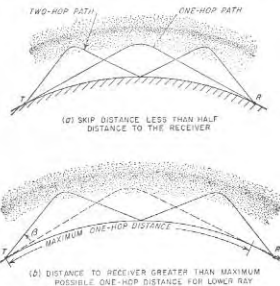 TWO-HOP PATH
ONE-HOP PATH
T
R
(a) SKIP DISTANCE LESS THAN HALF
DISTANCE TO THE RECEIVER
T
β
MAXIMUM ONE-HOP DISTANCE
R
(b) DISTANCE TO RECEIVER GREATER THAN MAXIMUM
POSSIBLE ONE-HOP DISTANCE FOR LOWER RAY